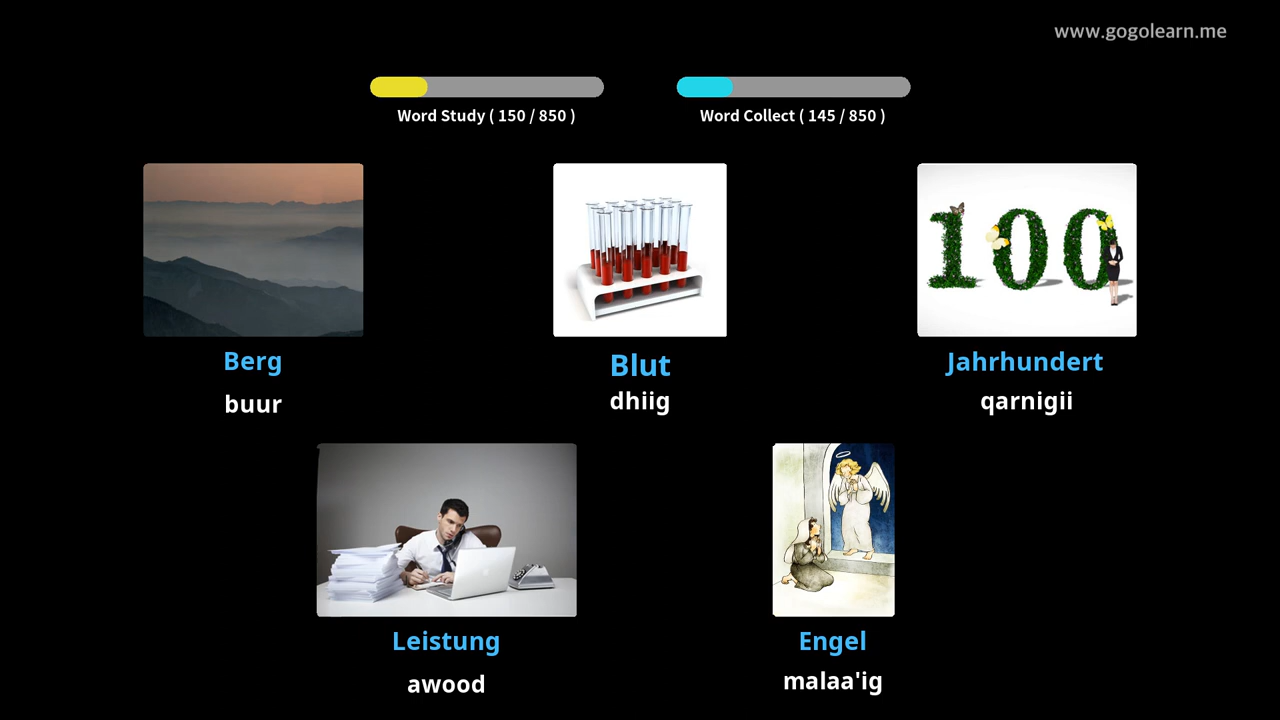 www.gogolearn.me
Word Study ( 150 / 850 )
Word Collect ( 145 / 850 )
Berg
buur
Blut
dhiig
Jahrhundert
qarnigii
100
Leistung
awood
Engel
malaa'ig